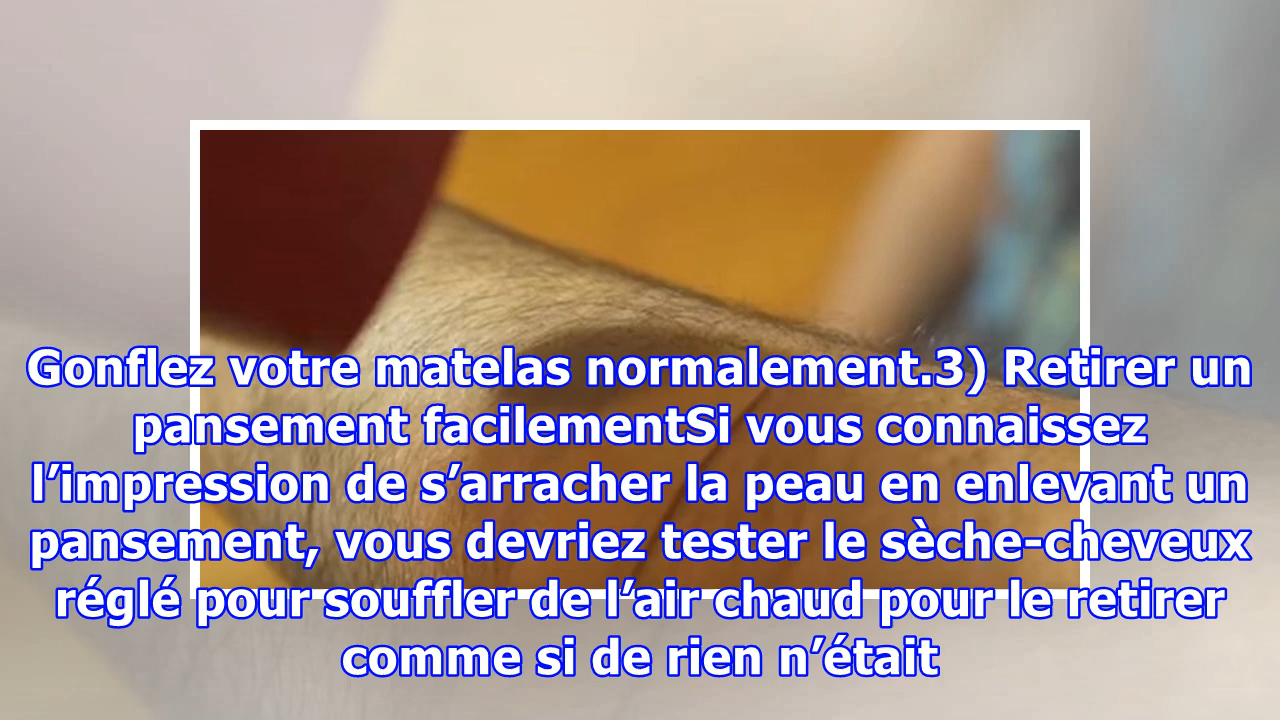 Gonflez votre matelas normalement.3) Retirer un
pansement facilementSi vous connaissez
l’impression de s’arracher la peau en enlevant un
pansement, vous devriez tester le sèche-cheveux
réglé pour souffler de l’air chaud pour le retirer
comme si de rien n’était